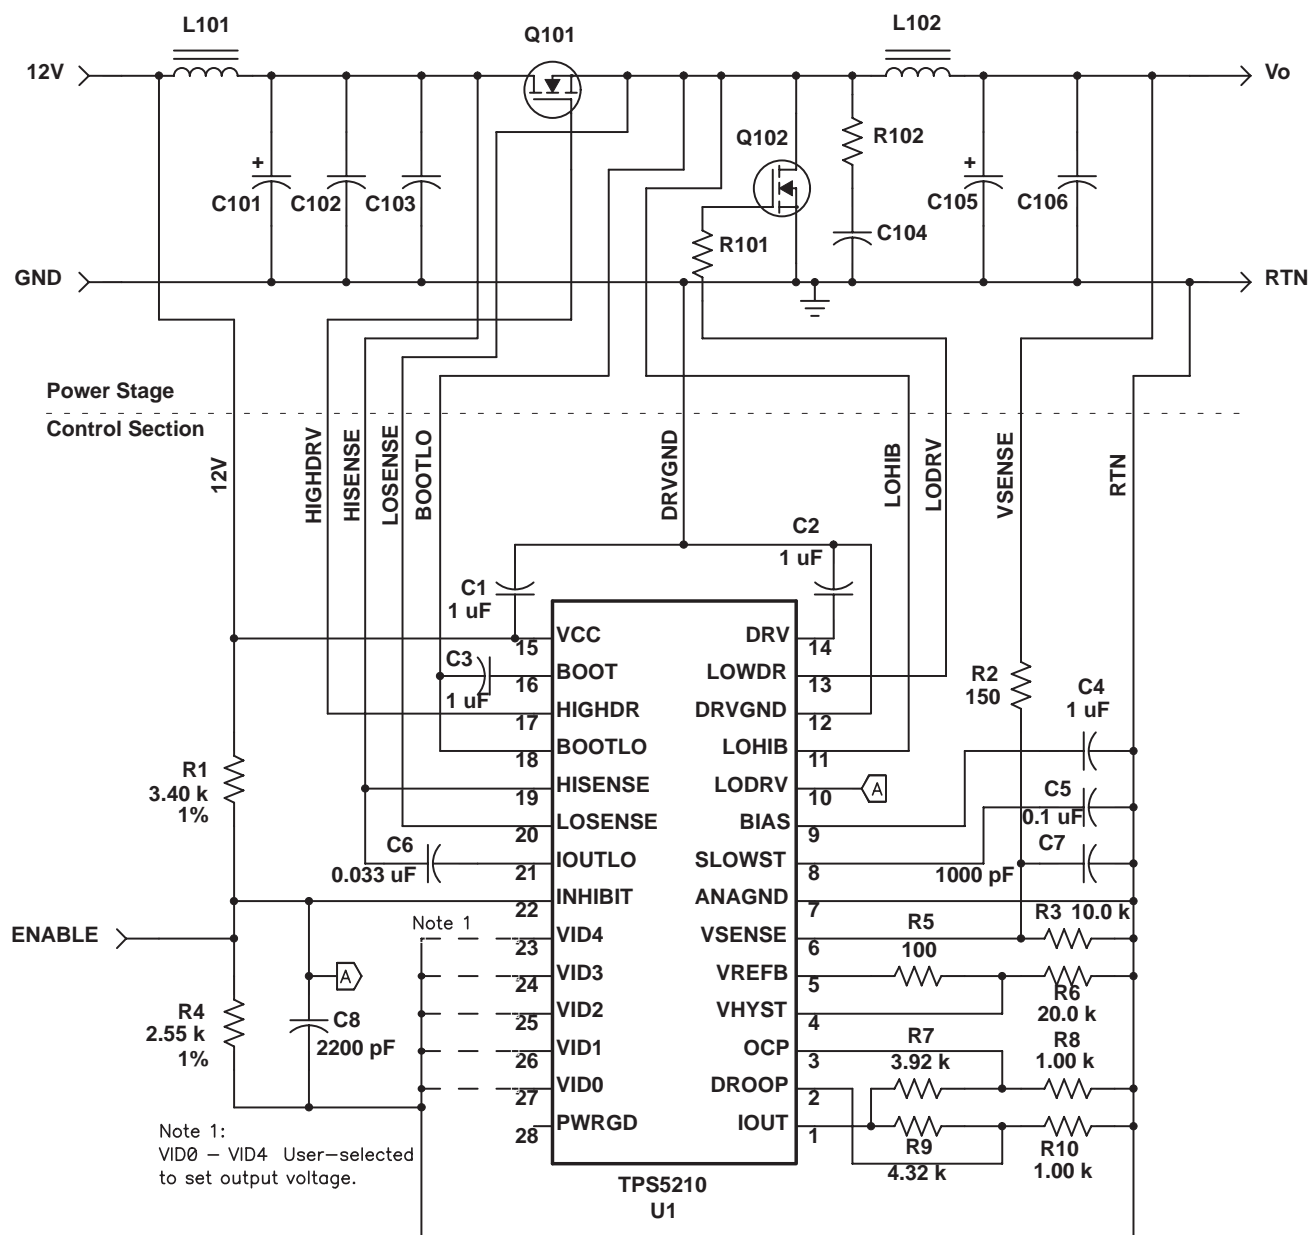 L101
Q101
L102
12V
Vo
Q102
R102
+
C101
C102
C103
+
C105
C106
R101
C104
GND
RTN
Power Stage
Control Section
12V
HIGHDRV
HISENSE
LOSENSE
BOOTLO
DRVGND
LOHIB
LODRV
VSENSE
RTN
C2
1 uF
C1
1 uF
VCC
15
DRV
14
C3
1 uF
BOOT
16
LOWDR
13
R2
150
C4
1 uF
HIGHDR
17
DRVGND
12
BOOTLO
18
LOHIB
11
R1
3.40 k
1%
HISENSE
19
LODRV
10
A
C5
0.1 uF
LOSENSE
20
BIAS
9
C6
0.033 uF
IOUTLO
21
SLOWST
8
C7
1000 pF
INHIBIT
22
ANAGND
7
R3 10.0 k
ENABLE
Note 1
VID4
23
VSENSE
6
R5
100
A
VID3
24
VREFB
5
R6
20.0 k
R4
2.55 k
1%
C8
2200 pF
VID2
25
VHYST
4
VID1
26
OCP
3
R7
3.92 k
R8
1.00 k
VID0
27
DROOP
2
PWRGD
28
IOUT
1
R9
4.32 k
R10
1.00 k
Note 1:
VID0 – VID4 User–selected
to set output voltage.
TPS5210
U1